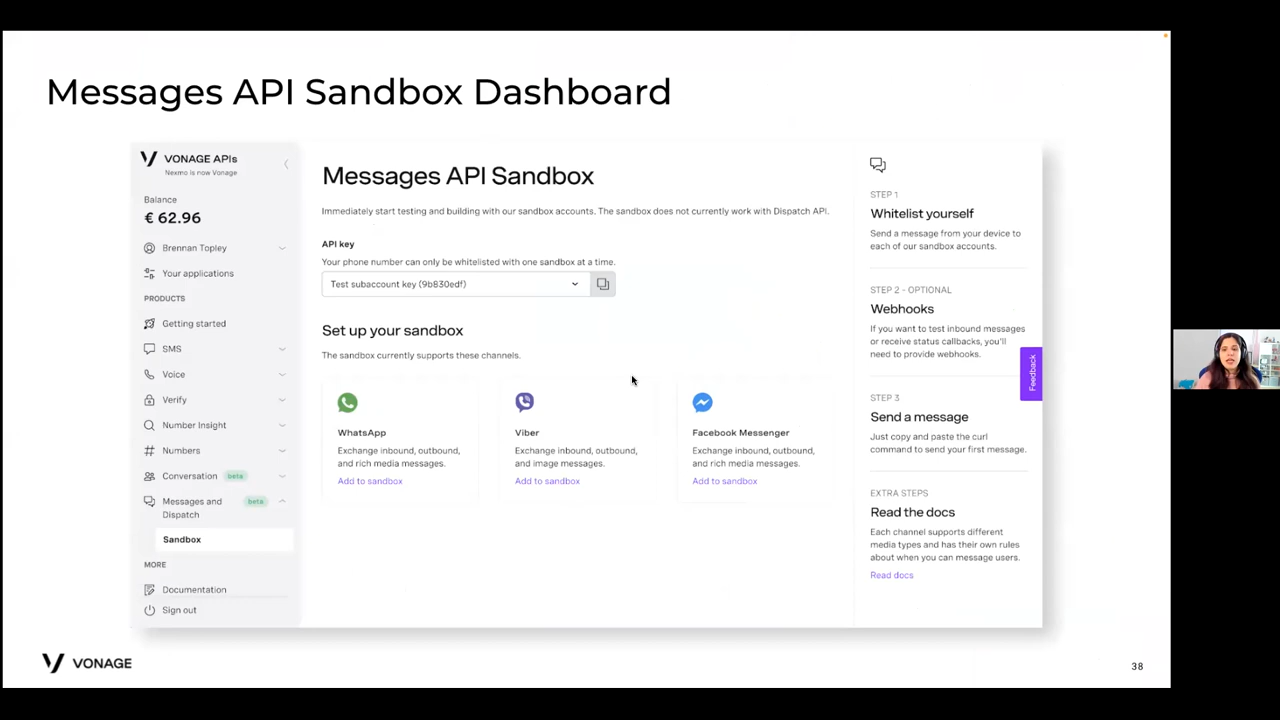 Messages API Sandbox Dashboard
VONAGE APIs
Nexmo is now Vonage
Balance
€ 62.96
Brennan Topley
Your applications
PRODUCTS
Getting started
SMS
Voice
Verify
Number Insight
Numbers
Conversation beta
Messages and beta
Dispatch
Sandbox
MORE
Documentation
Sign out
Messages API Sandbox
Immediately start testing and building with our sandbox accounts. The sandbox does not currently work with Dispatch API.
API key
Your phone number can only be whitelisted with one sandbox at a time.
Test subaccount key (9b830edf)
Set up your sandbox
The sandbox currently supports these channels.
WhatsApp
Exchange inbound, outbound,
and rich media messages.
Add to sandbox
Viber
Exchange inbound, outbound,
and image messages.
Add to sandbox
Facebook Messenger
Exchange inbound, outbound,
and rich media messages.
Add to sandbox
STEP 1
Whitelist yourself
Send a message from your device to
each of our sandbox accounts.
STEP 2 - OPTIONAL
Webhooks
If you want to test inbound messages
or receive status callbacks, you'll
need to provide webhooks.
Feedback
STEP 3
Send a message
Just copy and paste the curl
command to send your first message.
EXTRA STEPS
Read the docs
Each channel supports different
media types and has their own rules
about when you can message users.
Read docs
VONAGE
38